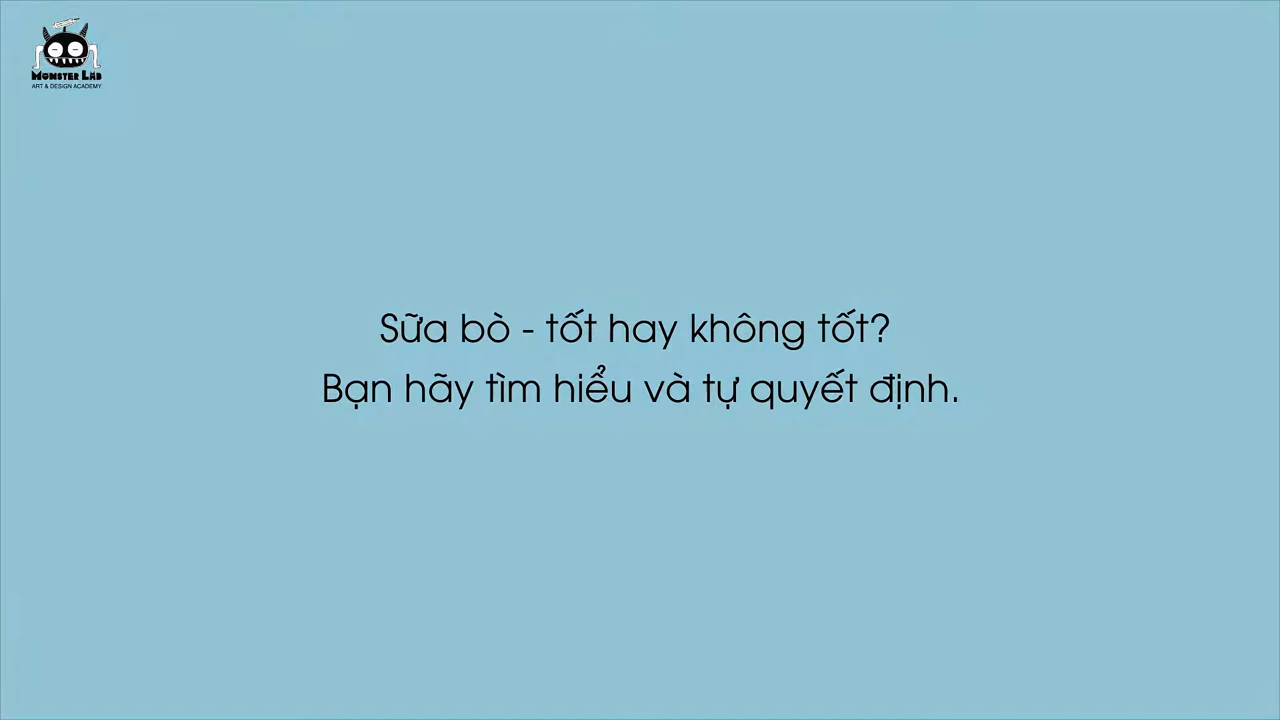 MONSTER LAB
ART & DESIGN ACADEMY
Sữa bò - tốt hay không tốt?
Bạn hãy tìm hiểu và tự quyết định.